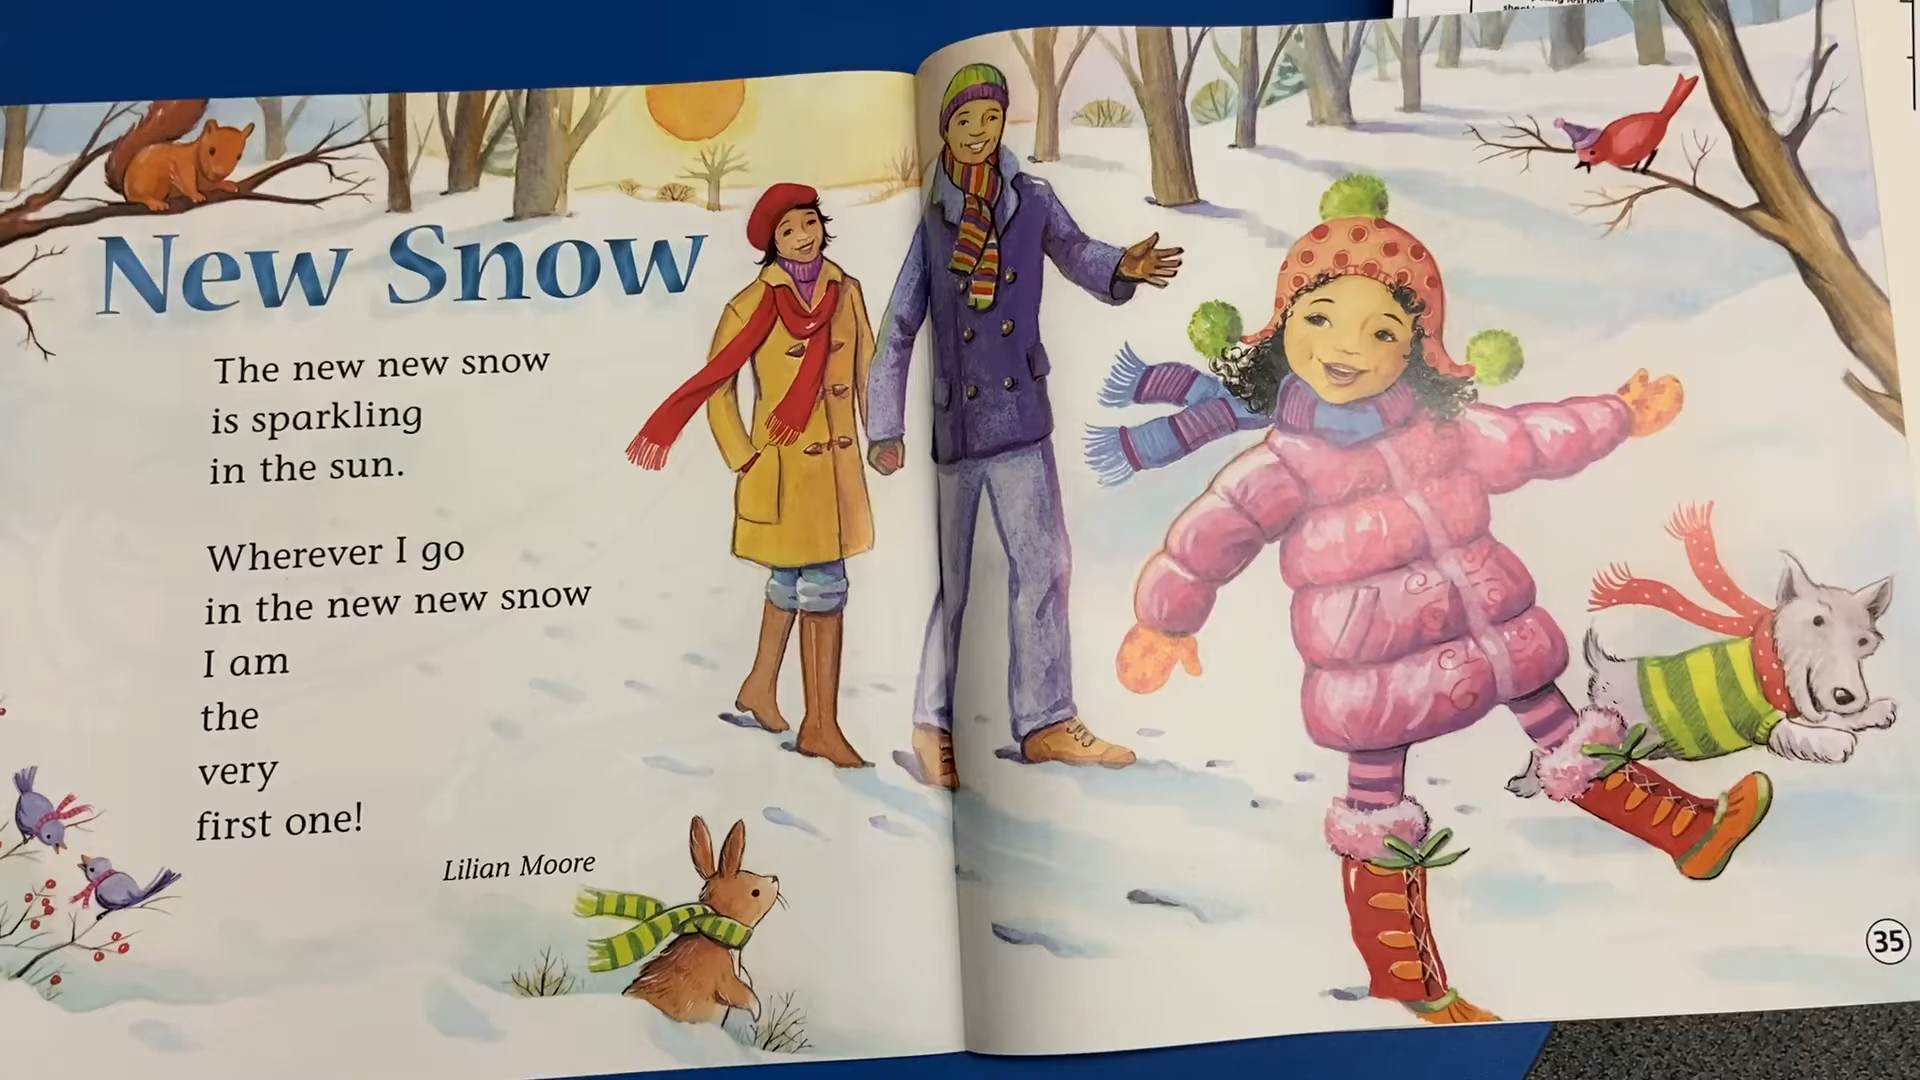 New Snow
The new new snow
is sparkling
in the sun.
Wherever I go
in the new new snow
I am
the
very
first one!
Lilian Moore
35